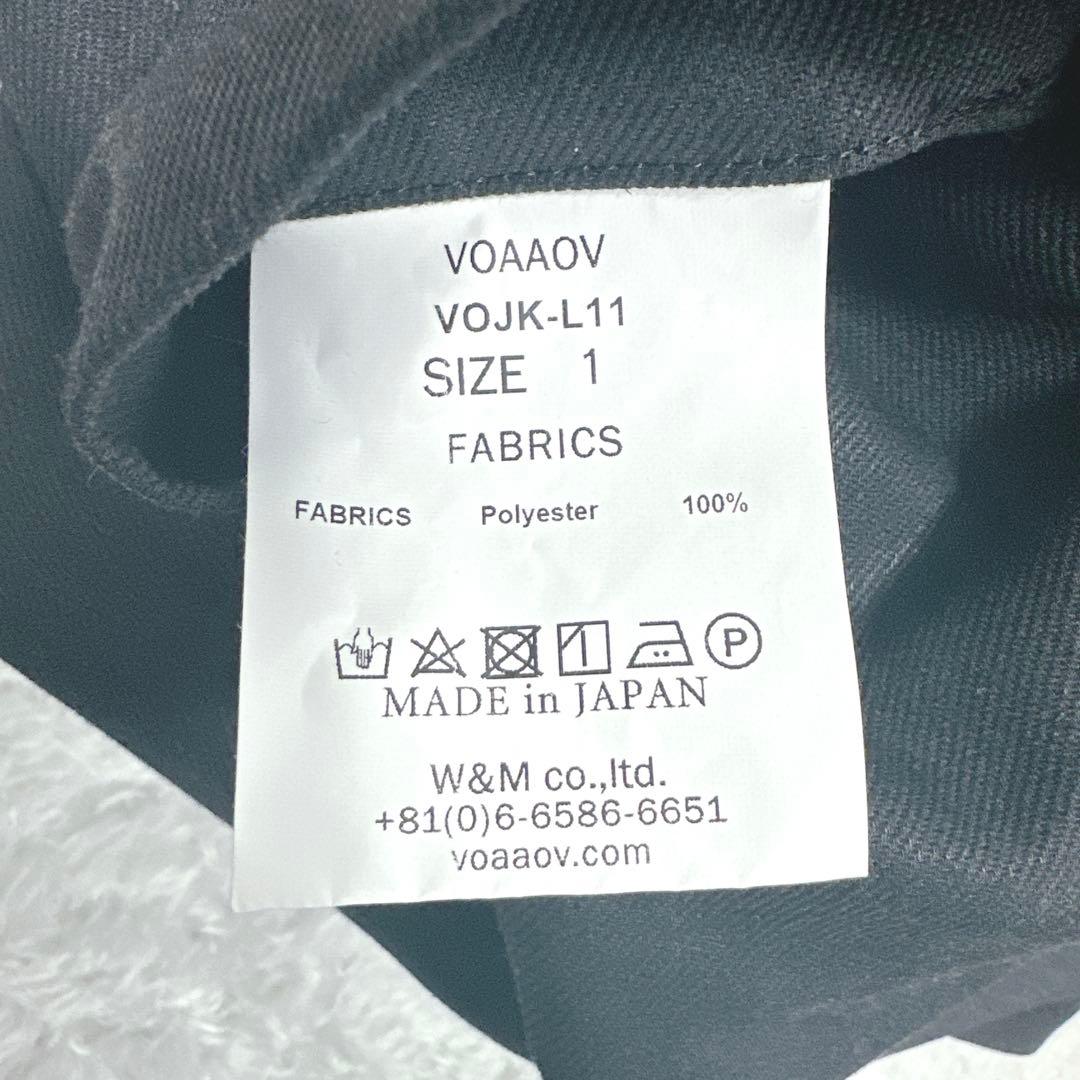 VOAAOV
VOJK-L11
SIZE 1
FABRICS
FABRICS Polyester 100%
P
MADE in JAPAN
W&M co.,ltd.
+81(0)6-6586-6651
voaaov.com